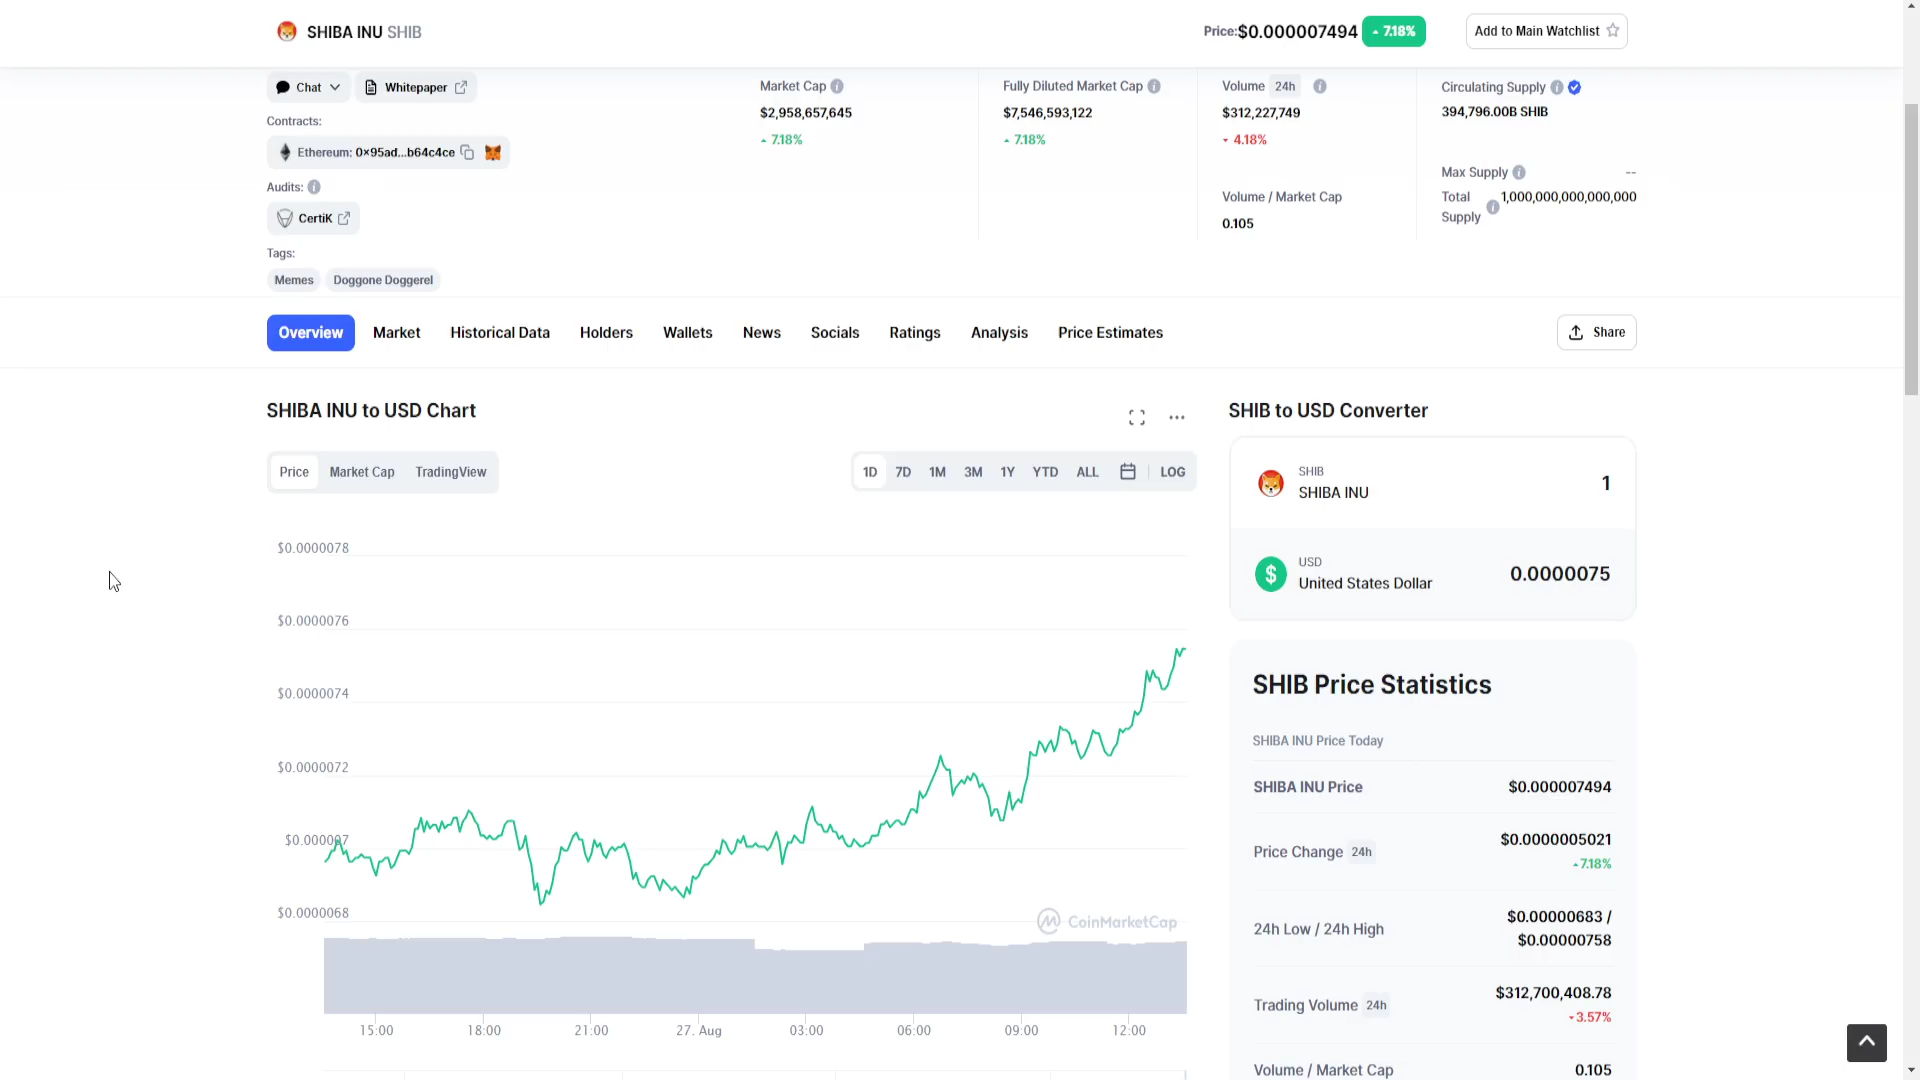 SHIBA INU SHIB
Price:$0.000007494 7.18%
Add to Main Watchlist
Chat
Whitepaper
Contracts:
Ethereum: 0x95ad...b64c4ce
Audits:
CertiK
Tags:
Memes
Doggone Doggerel
Market Cap
$2,958,657,645
7.18%
Fully Diluted Market Cap
$7,546,593,122
7.18%
Volume 24h
$312,227,749
4.18%
Volume / Market Cap
0.105
Circulating Supply
394,796.00B SHIB
Max Supply --
Total Supply 1,000,000,000,000,000
Overview
Market
Historical Data
Holders
Wallets
News
Socials
Ratings
Analysis
Price Estimates
Share
SHIBA INU to USD Chart
Price
Market Cap
TradingView
1D
7D
1M
3M
1Y
YTD
ALL
LOG
$0.0000078
$0.0000076
$0.0000074
$0.0000072
$0.000007
$0.0000068
CoinMarketCap
15:00
18:00
21:00
27. Aug
03:00
06:00
09:00
12:00
SHIB to USD Converter
SHIB
SHIBA INU
1
USD
$
United States Dollar
0.0000075
SHIB Price Statistics
SHIBA INU Price Today
SHIBA INU Price
$0.000007494
Price Change 24h
$0.0000005021
7.18%
24h Low / 24h High
$0.00000683 /
$0.00000758
Trading Volume 24h
$312,700,408.78
3.57%
Volume / Market Cap
0.105